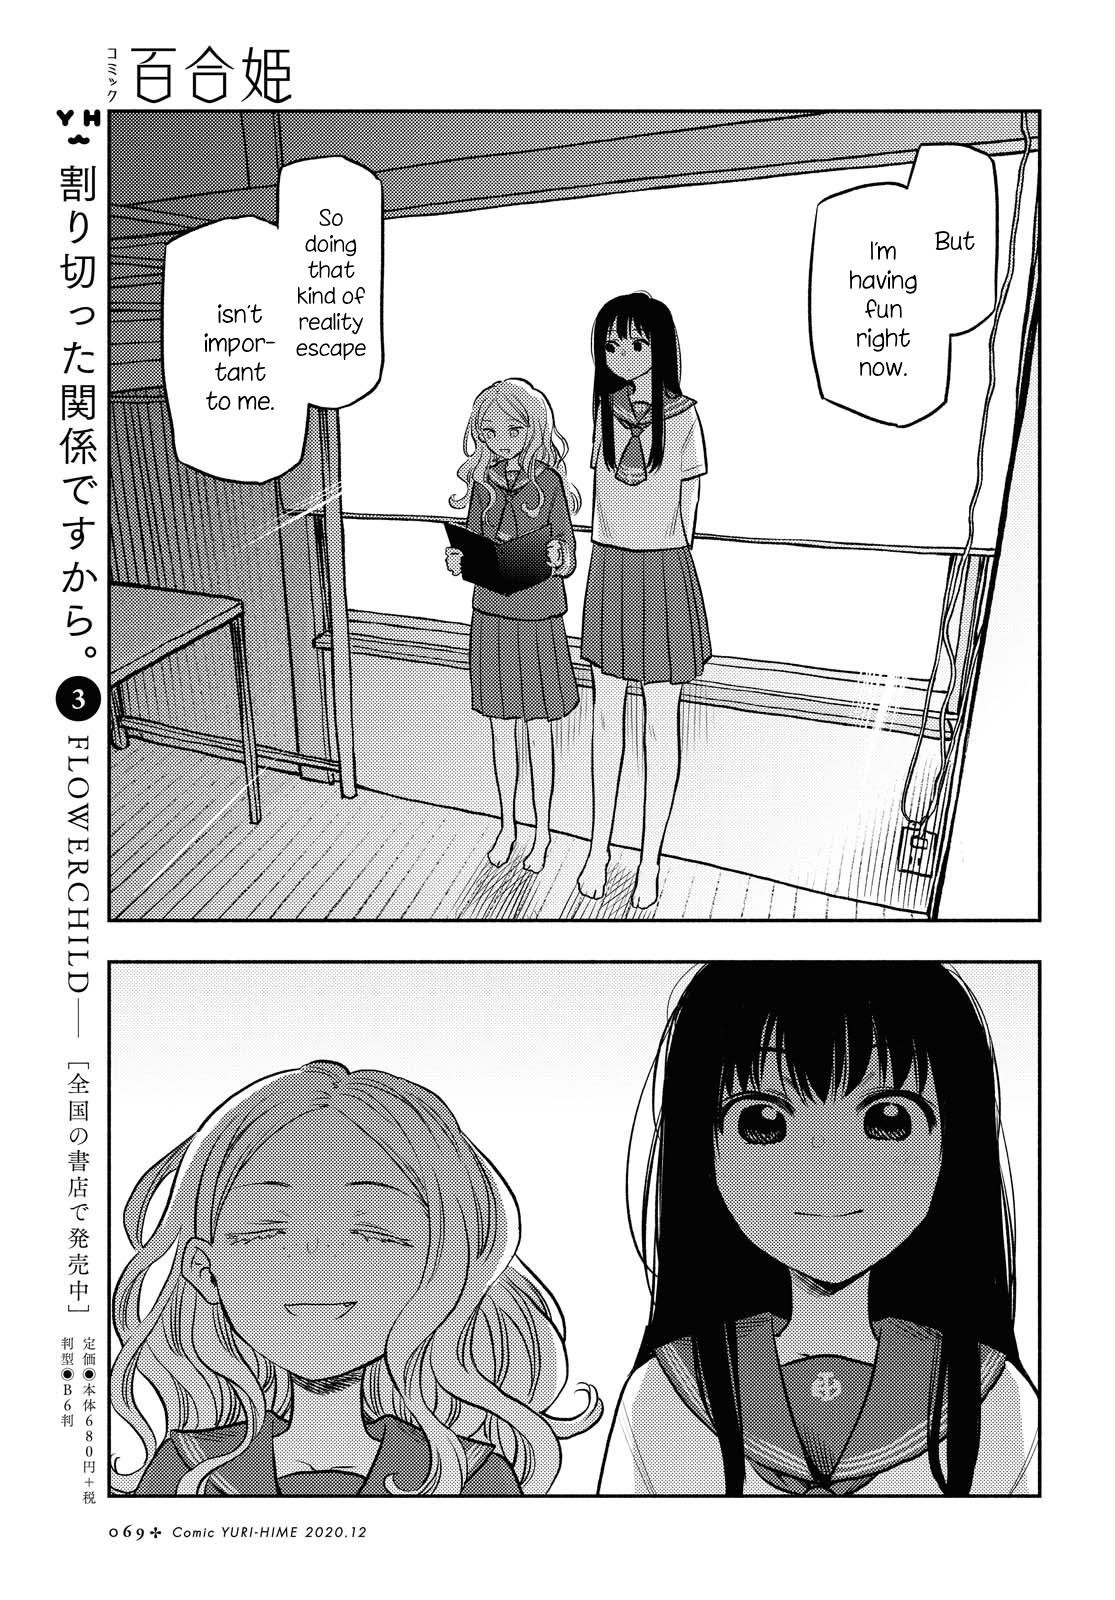 コミック
百合姫
YH
割り切った関係ですから。
3
FLOWERCHILD——
[全国の書店で発売中]
定価●本体680円+税
判型●B6判
But
I'm
having
fun
right
now.
So
doing
that
kind of
reality
escape
isn't
impor-
tant
to me.
069✣ Comic YURI-HIME 2020.12